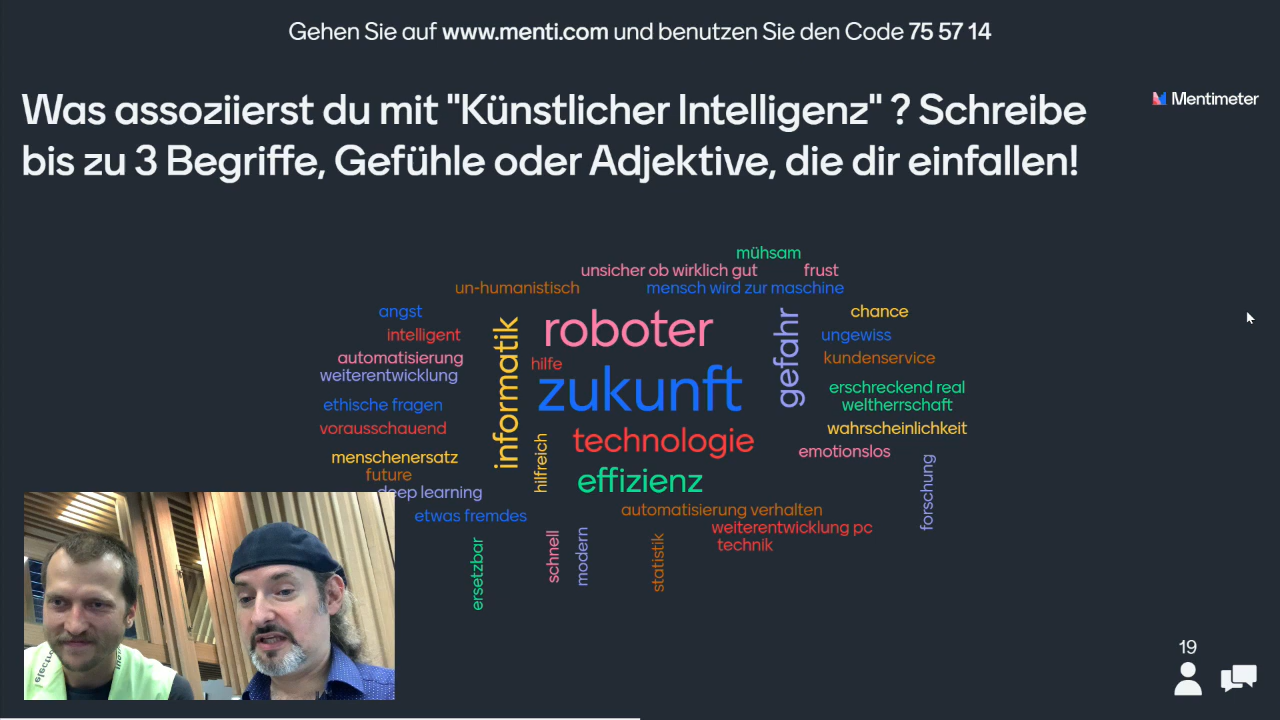 Gehen Sie auf www.menti.com und benutzen Sie den Code 75 57 14
Was assoziierst du mit "Künstlicher Intelligenz" ? Schreibe
bis zu 3 Begriffe, Gefühle oder Adjektive, die dir einfallen!
Mentimeter
mühsam
unsicher ob wirklich gut
frust
un-humanistisch
mensch wird zur maschine
angst
chance
intelligent
informatik
roboter
gefahr
ungewiss
automatisierung
hilfe
kundenservice
weiterentwicklung
zukunft
erschreckend real
ethische fragen
weltherrschaft
vorausschauend
technologie
wahrscheinlichkeit
menschenersatz
hilfreich
emotionslos
future
effizienz
forschung
deep learning
etwas fremdes
automatisierung verhalten
weiterentwicklung pc
technik
ersetzbar
schnell
modern
statistik
19